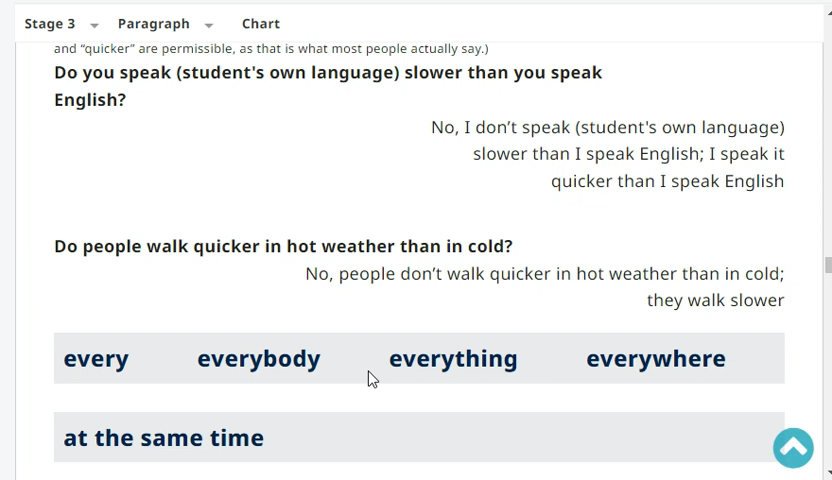 Stage 3 Paragraph Chart
and “quicker” are permissible, as that is what most people actually say.)
Do you speak (student's own language) slower than you speak
English?
No, I don’t speak (student's own language)
slower than I speak English; I speak it
quicker than I speak English
Do people walk quicker in hot weather than in cold?
No, people don’t walk quicker in hot weather than in cold;
they walk slower
every everybody everything everywhere
at the same time